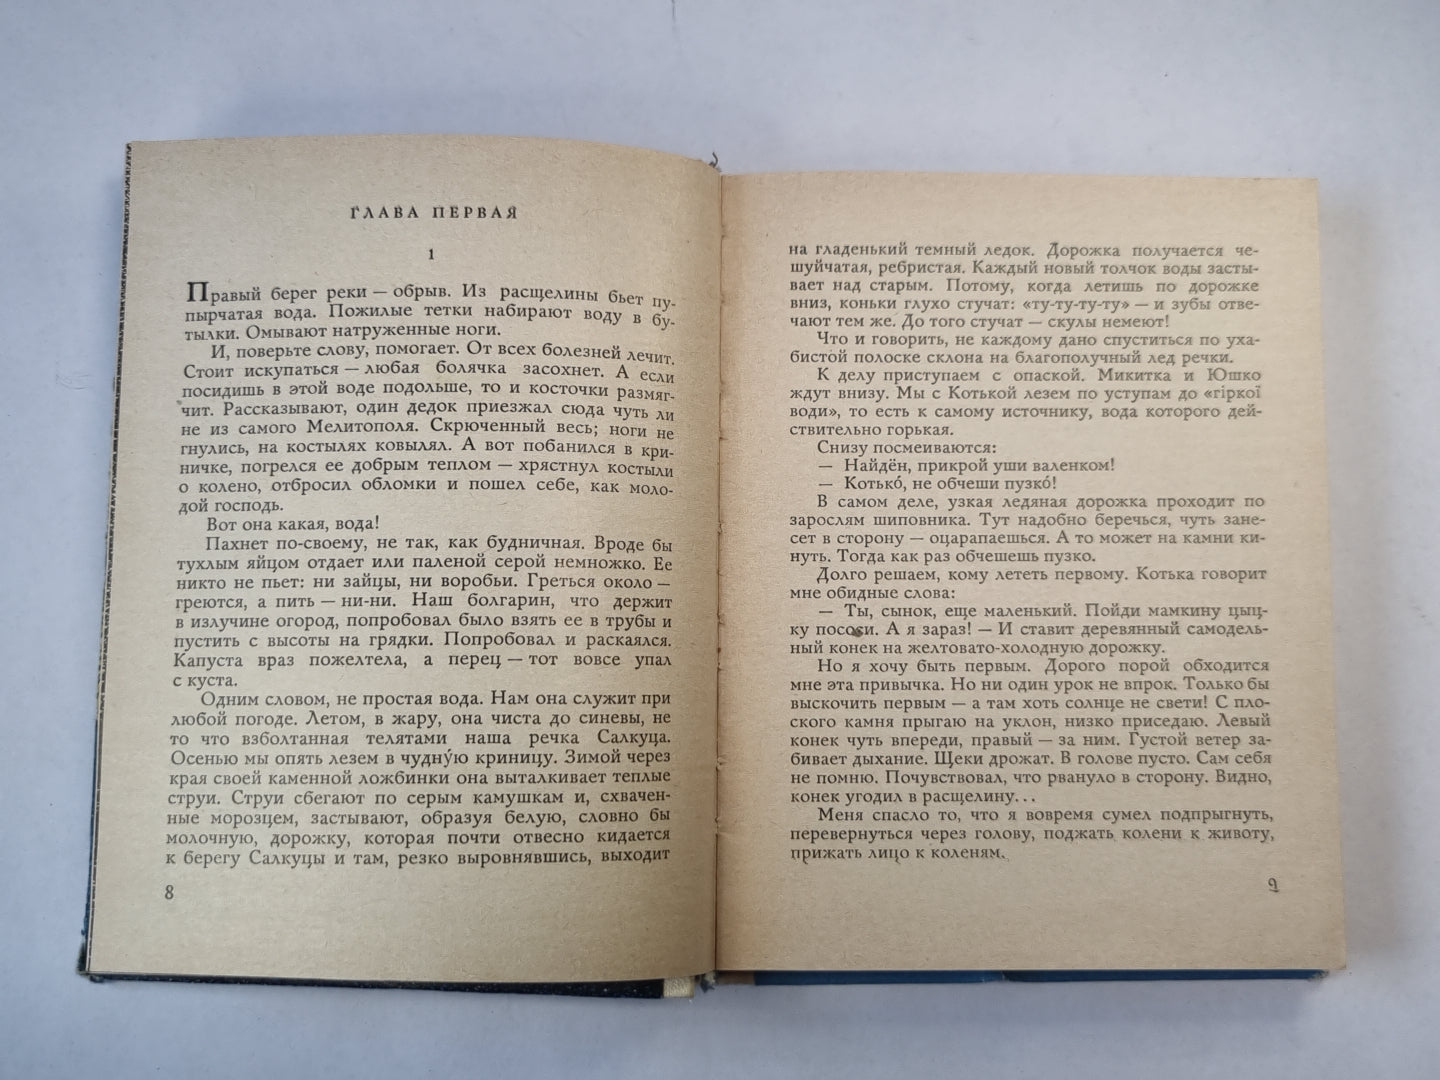 ГЛАВА ПЕРВАЯ
1
Правый берег реки — обрыв. Из расщелины бьет пу-
пырчатая вода. Пожилые тетки набирают воду в бу-
тылки. Омывают натруженные ноги.
И, поверьте слову, помогает. От всех болезней лечит.
Стоит искупаться — любая болячка засохнет. А если
посидишь в этой воде подольше, то и косточки размяг-
чит. Рассказывают, один дедок приезжал сюда чуть ли
не из самого Мелитополя. Скрюченный весь; ноги не
гнулись, на костылях ковылял. А вот побанился в кри-
ничке, погрелся ее добрым теплом — хрястнул костыли
о колено, отбросил обломки и пошел себе, как моло-
дой господь.
Вот она какая, вода!
Пахнет по-своему, не так, как будничная. Вроде бы
тухлым яйцом отдает или паленой серой немножко. Ее
никто не пьет: ни зайцы, ни воробьи. Греться около —
греются, а пить — ни-ни. Наш болгарин, что держит
в излучине огород, попробовал было взять ее в трубы и
пустить с высоты на грядки. Попробовал и раскаялся.
Капуста враз пожелтела, а перец — тот вовсе упал
с куста.
Одним словом, не простая вода. Нам она служит при
любой погоде. Летом, в жару, она чиста до синевы, не
то что взболтанная телятами наша речка Салкуца.
Осенью мы опять лезем в чудну́ю криницу. Зимой через
края своей каменной ложбинки она выталкивает теплые
струи. Струи сбегают по серым камушкам и, схвачен-
ные морозцем, застывают, образуя белую, словно бы
молочную, дорожку, которая почти отвесно кидается
к берегу Салкуцы и там, резко выровнявшись, выходит
8
на гладенький темный ледок. Дорожка получается че-
шуйчатая, ребристая. Каждый новый толчок воды засты-
вает над старым. Потому, когда летишь по дорожке
вниз, коньки глухо стучат: «ту-ту-ту-ту» — и зубы отве-
чают тем же. До того стучат — скулы немеют!
Что и говорить, не каждому дано спуститься по уха-
бистой полоске склона на благополучный лед речки.
К делу приступаем с опаской. Микитка и Юшко
ждут внизу. Мы с Котькой лезем по уступам до «гіркої
води», то есть к самому источнику, вода которого дей-
ствительно горькая.
Снизу посмеиваются:
— Найдён, прикрой уши валенком!
— Котько́, не обчеши пузко́!
В самом деле, узкая ледяная дорожка проходит по
зарослям шиповника. Тут надобно беречься, чуть зане-
сет в сторону — оцарапаешься. А то может на камни ки-
нуть. Тогда как раз обчешешь пузко.
Долго решаем, кому лететь первому. Котька говорит
мне обидные слова:
— Ты, сынок, еще маленький. Пойди мамкину цыц-
ку пососи. А я зараз! — И ставит деревянный самодель-
ный конек на желтовато-холодную дорожку.
Но я хочу быть первым. Дорого порой обходится
мне эта привычка. Но ни один урок не впрок. Только бы
выскочить первым — а там хоть солнце не свети! С пло-
ского камня прыгаю на уклон, низко приседаю. Левый
конек чуть впереди, правый — за ним. Густой ветер за-
бивает дыхание. Щеки дрожат. В голове пусто. Сам себя
не помню. Почувствовал, что рвануло в сторону. Видно,
конек угодил в расщелину...
Меня спасло то, что я вовремя сумел подпрыгнуть,
перевернуться через голову, поджать колени к животу,
прижать лицо к коленям.
9